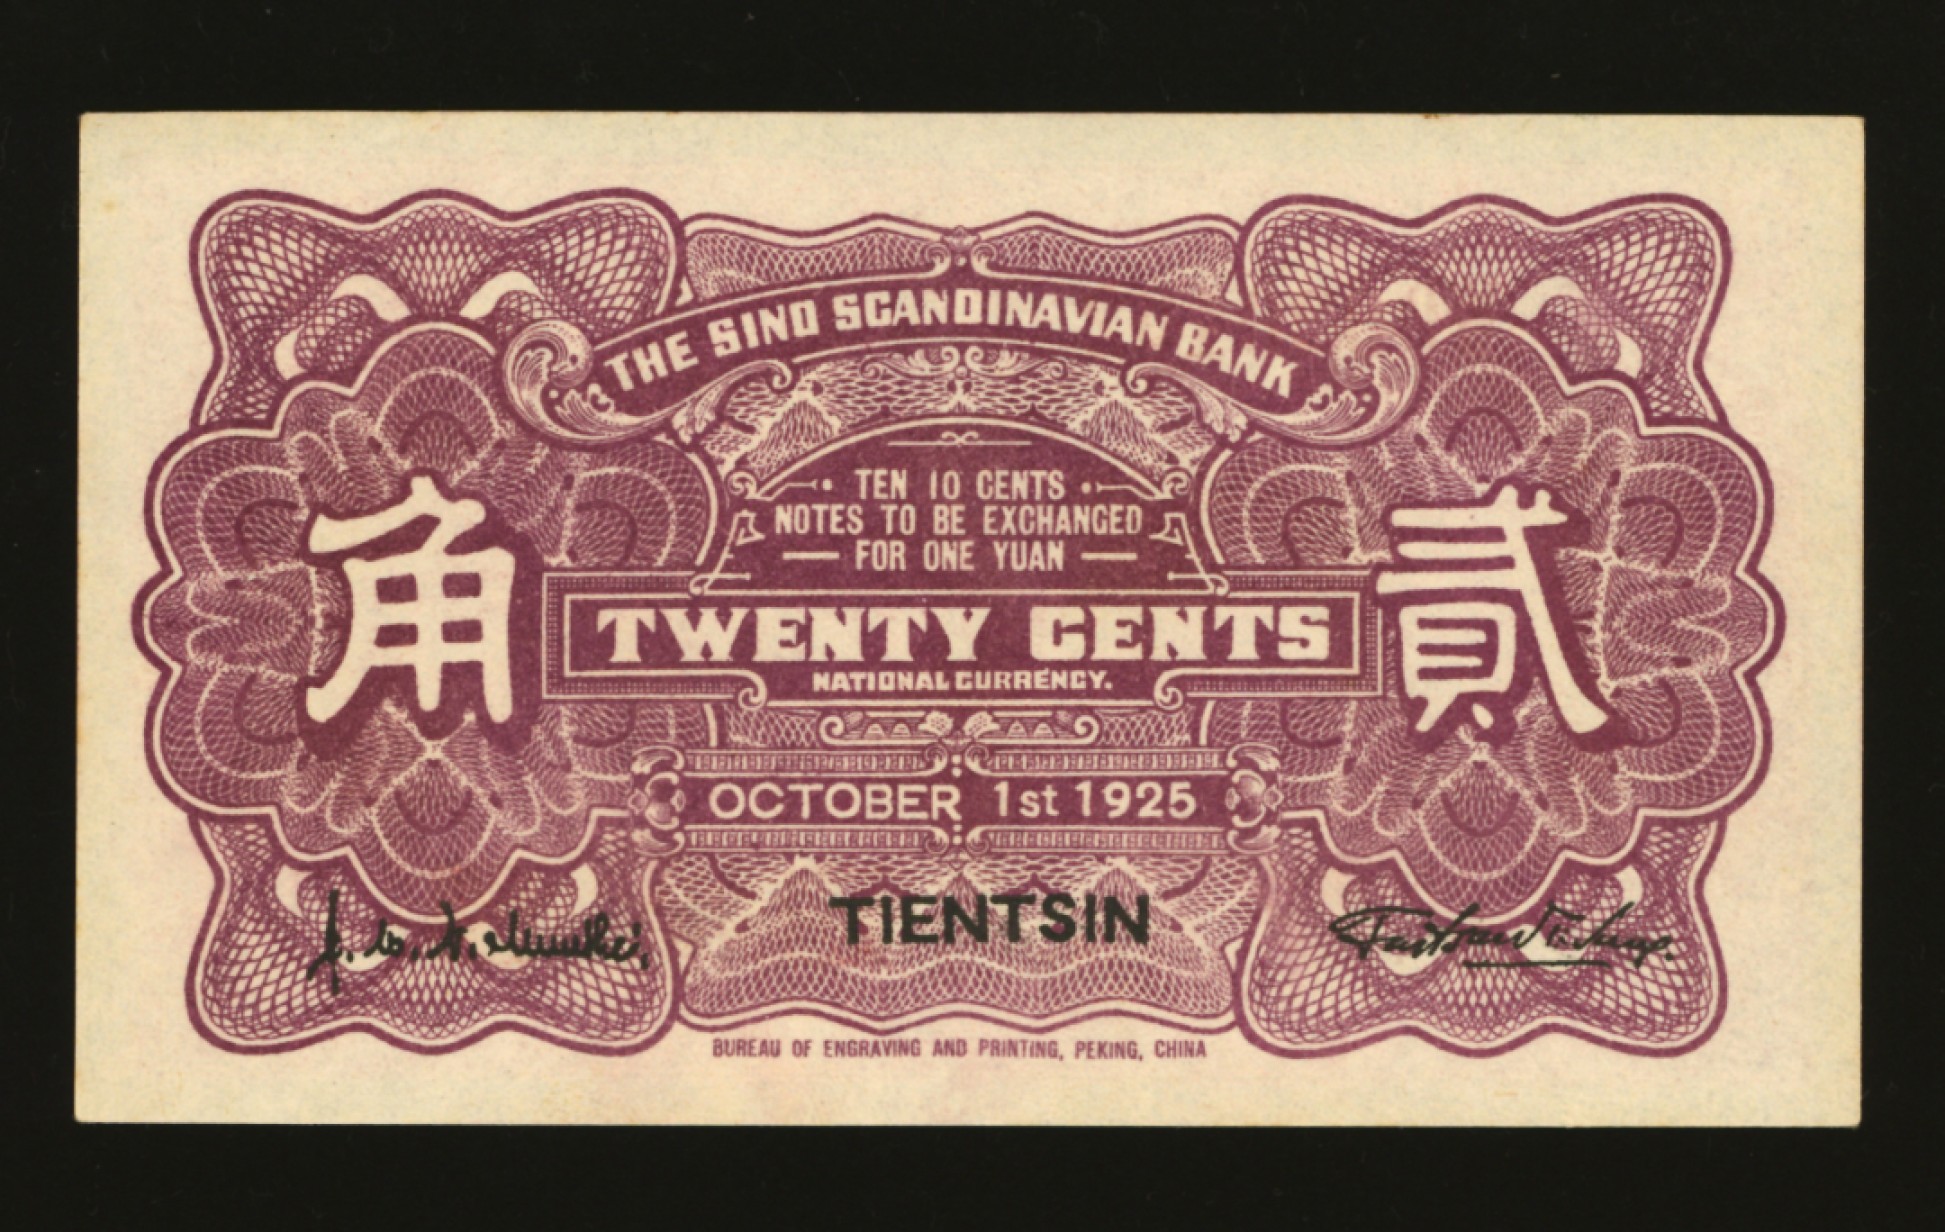 THE SINO SCANDINAVIAN BANK
TEN 10 CENTS
NOTES TO BE EXCHANGED
FOR ONE YUAN
角
貳
TWENTY CENTS
NATIONAL CURRENCY.
OCTOBER 1st 1925
TIENTSIN
BUREAU OF ENGRAVING AND PRINTING, PEKING, CHINA